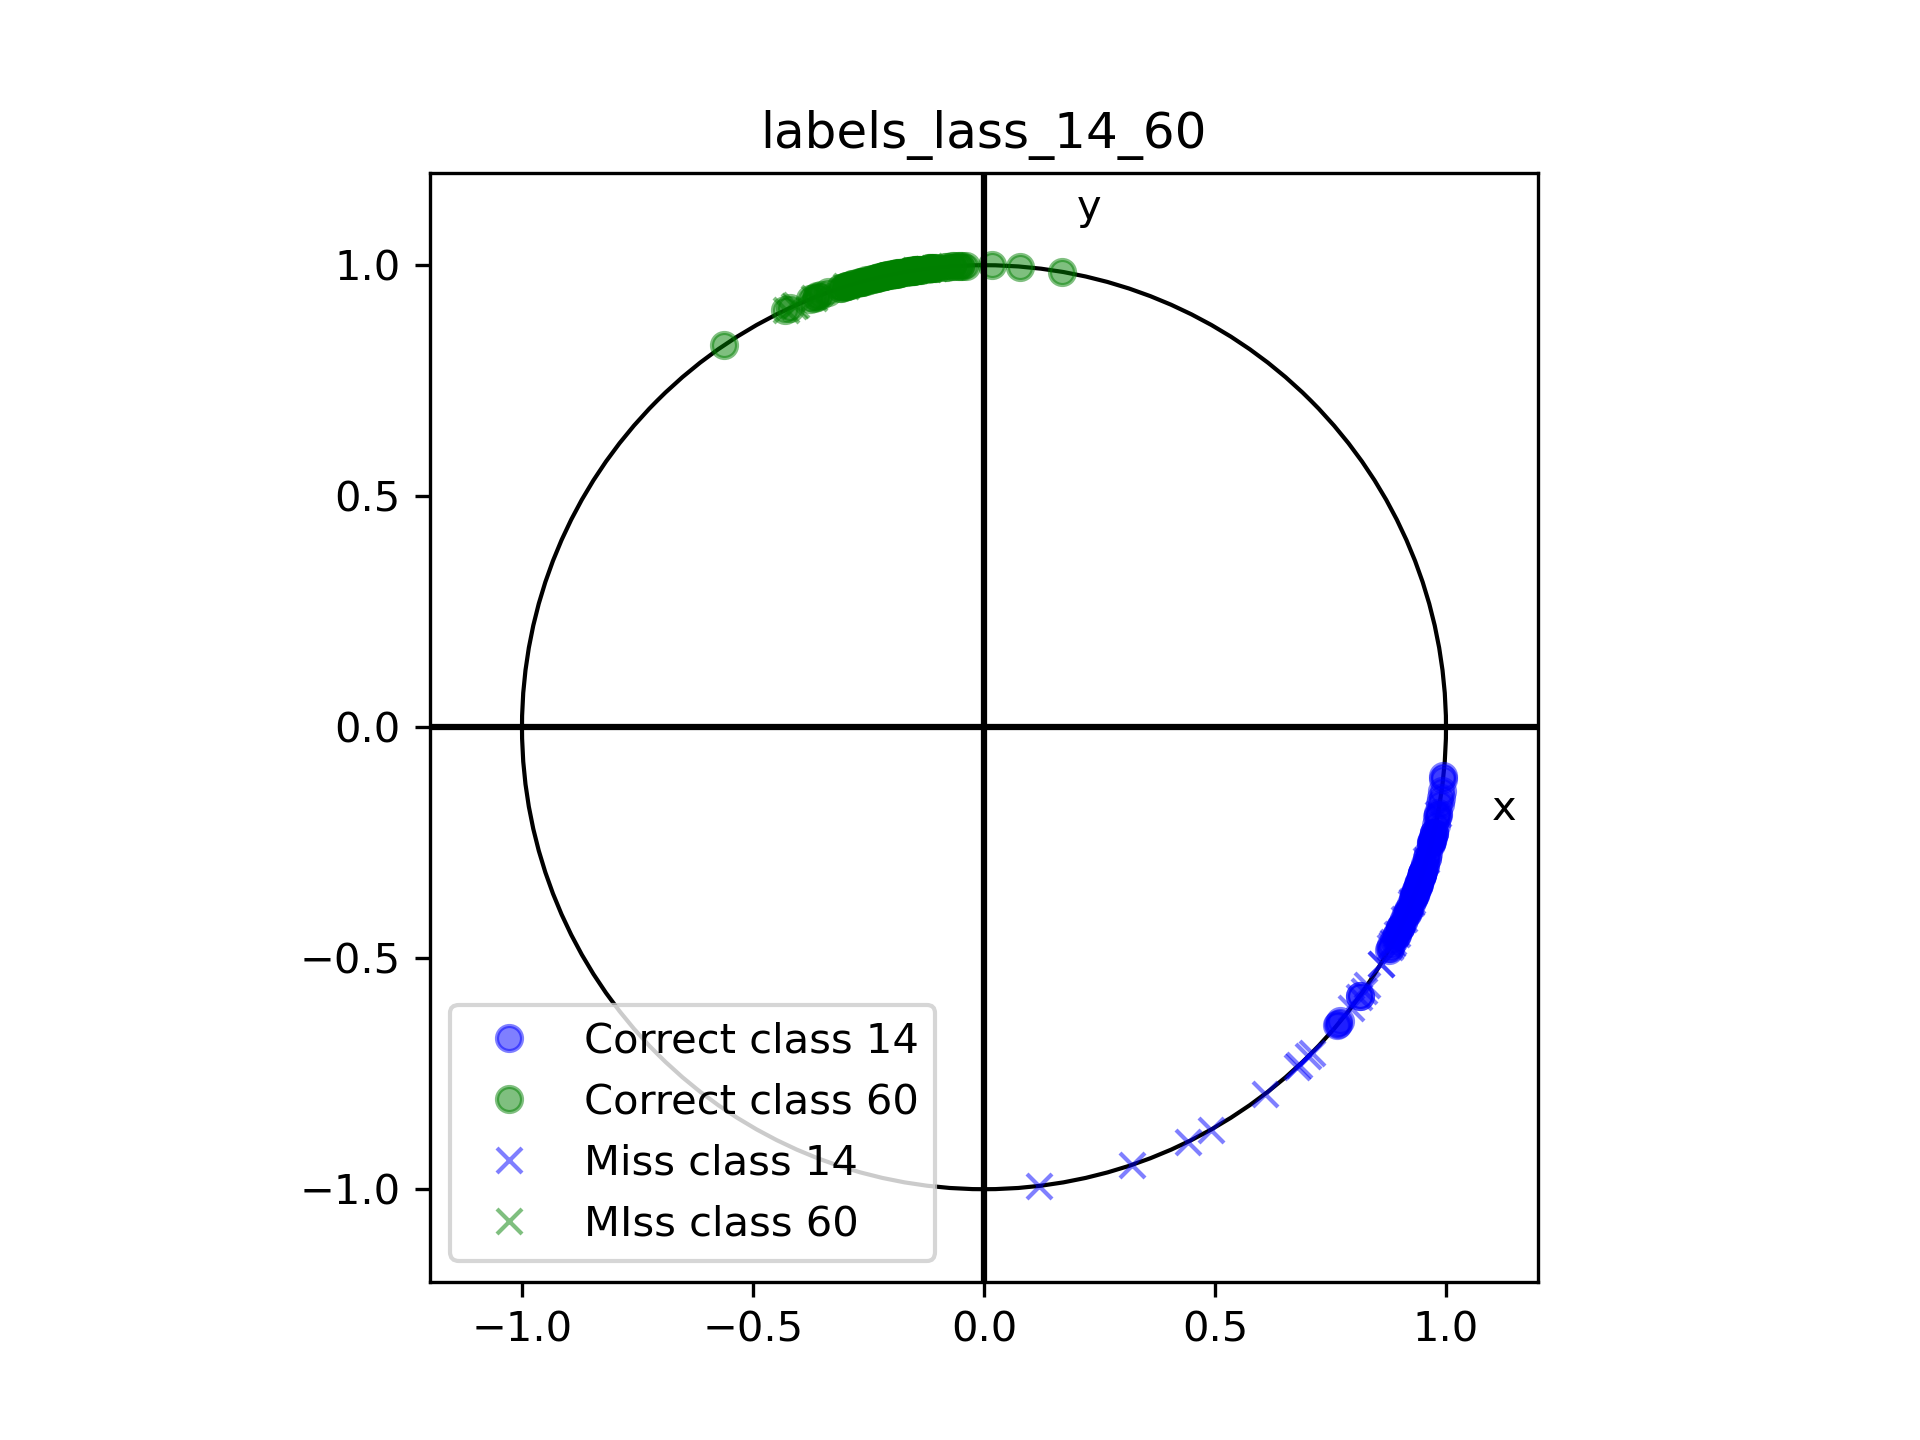 labels_lass_14_60
y
1.0
0.5
0.0
x
−0.5
−1.0
Correct class 14
Correct class 60
Miss class 14
MIss class 60
−1.0 −0.5 0.0 0.5 1.0